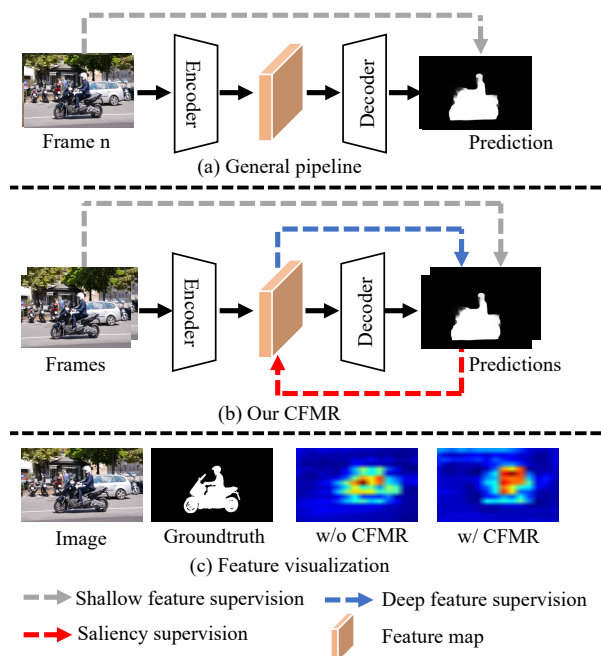 Encoder
Decoder
Frame n
Prediction
(a) General pipeline
Encoder
Decoder
Frames
Predictions
(b) Our CFMR
Image
Groundtruth
w/o CFMR
w/ CFMR
(c) Feature visualization
Shallow feature supervision
Deep feature supervision
Saliency supervision
Feature map